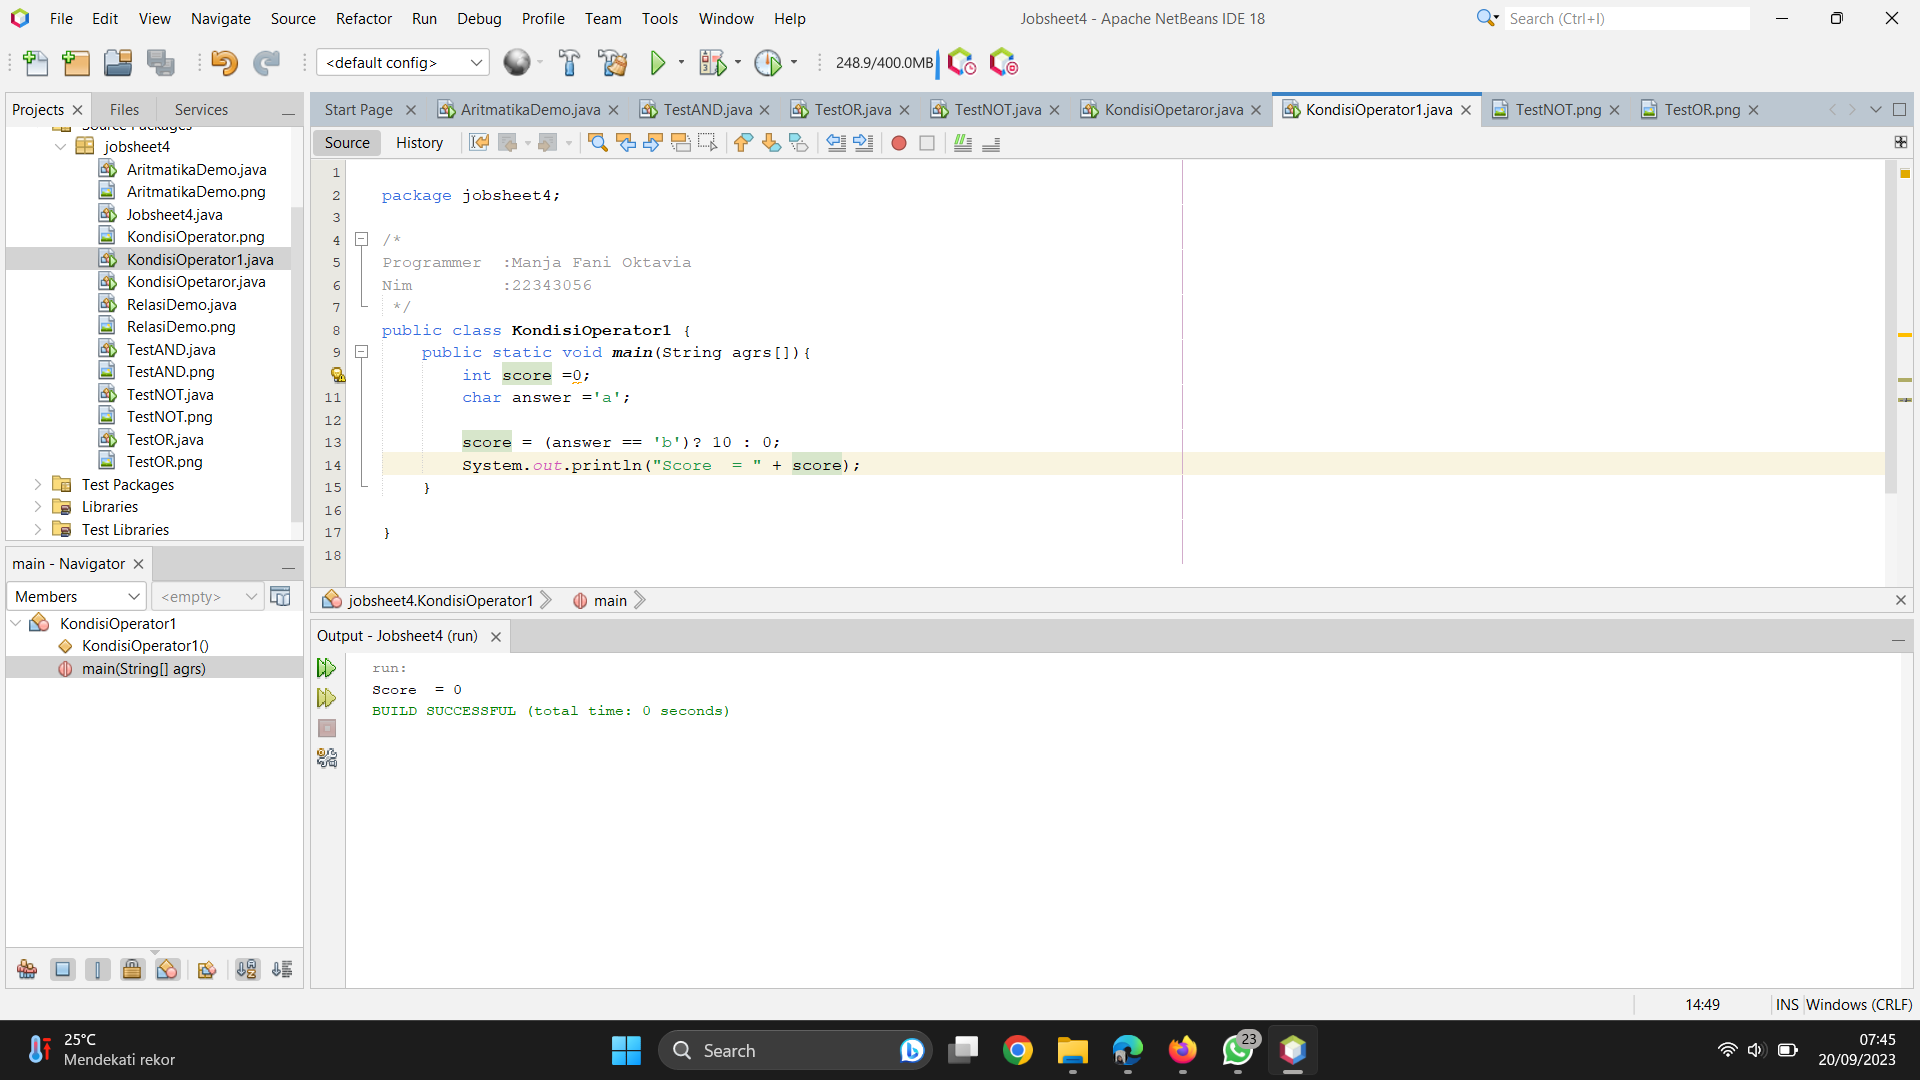 File Edit View Navigate Source Refactor Run Debug Profile Team Tools Window Help
Jobsheet4 - Apache NetBeans IDE 18
Search (Ctrl+I)
<default config>
248.9/400.0MB
Projects Files Services
Source Packages
jobsheet4
AritmatikaDemo.java
AritmatikaDemo.png
Jobsheet4.java
KondisiOperator.png
KondisiOperator1.java
KondisiOpetaror.java
RelasiDemo.java
RelasiDemo.png
TestAND.java
TestAND.png
TestNOT.java
TestNOT.png
TestOR.java
TestOR.png
Test Packages
Libraries
Test Libraries
main - Navigator
Members
<empty>
KondisiOperator1
KondisiOperator1()
main(String[] agrs)
Start Page AritmatikaDemo.java TestAND.java TestOR.java TestNOT.java KondisiOpetaror.java KondisiOperator1.java TestNOT.png TestOR.png
Source History
1
2 package jobsheet4;
3
4 /*
5 Programmer :Manja Fani Oktavia
6 Nim :22343056
7 */
8 public class KondisiOperator1 {
9 public static void main(String agrs[]){
int score =0;
11 char answer ='a';
12
13 score = (answer == 'b')? 10 : 0;
14 System.out.println("Score  = " + score);
15 }
16
17 }
18
jobsheet4.KondisiOperator1 main
Output - Jobsheet4 (run)
run:
Score  = 0
BUILD SUCCESSFUL (total time: 0 seconds)
14:49 INS Windows (CRLF)
25°C
Mendekati rekor
Search
23
07:45
20/09/2023